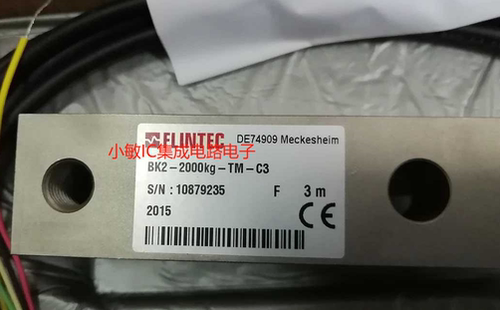 FLINTEC DE74909 Meckesheim
小敏IC集成电路电子
BK2-2000kg-TM-C3
S/N : 10879235 F 3 m
2015 CE